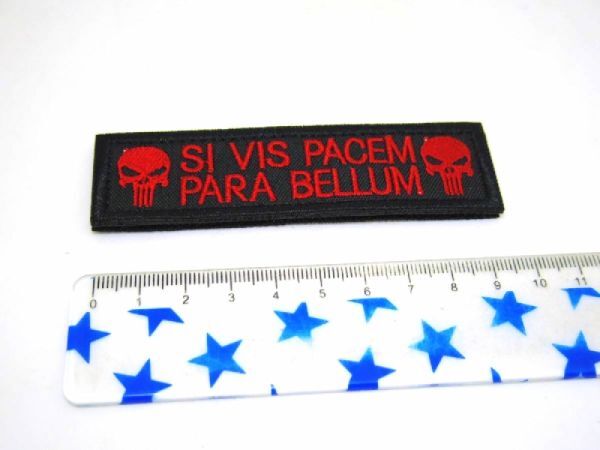 SI VIS PACEM
PARA BELLUM
0 1 2 3 4 5 6 7 8 9 10 11